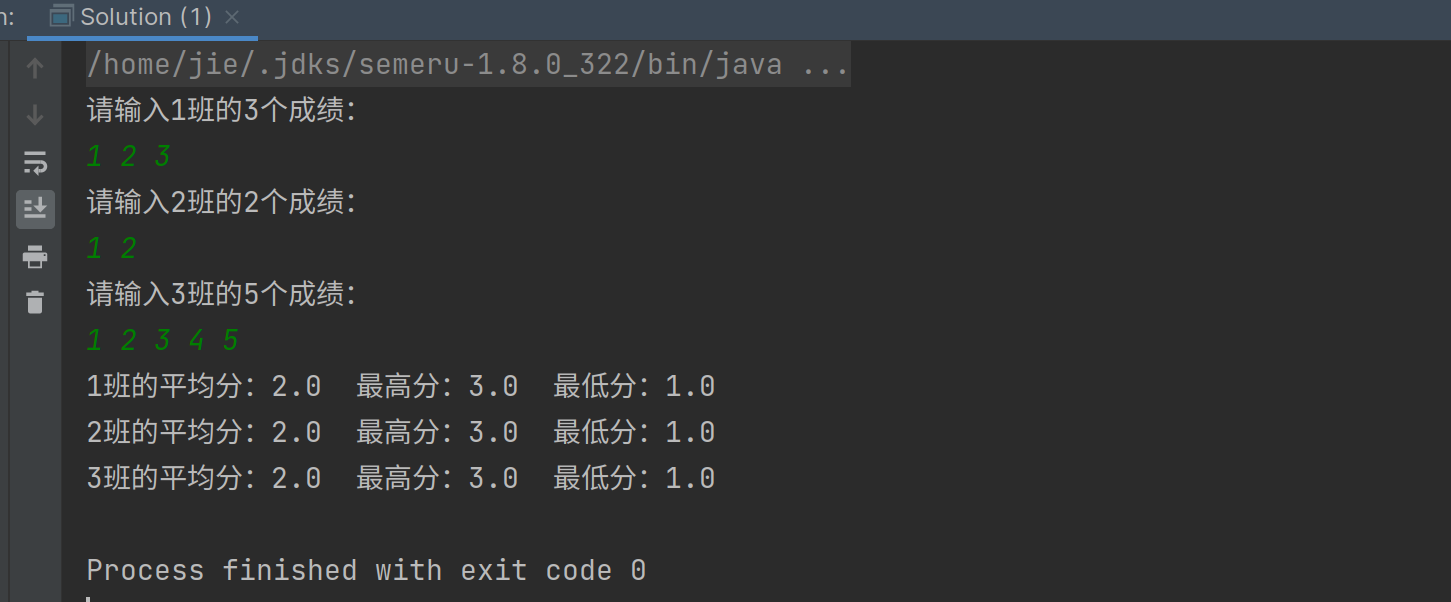 n:
Solution (1)
/home/jie/.jdks/semeru-1.8.0_322/bin/java ...
请输入1班的3个成绩：
1 2 3
请输入2班的2个成绩：
1 2
请输入3班的5个成绩：
1 2 3 4 5
1班的平均分：2.0  最高分：3.0  最低分：1.0
2班的平均分：2.0  最高分：3.0  最低分：1.0
3班的平均分：2.0  最高分：3.0  最低分：1.0
Process finished with exit code 0